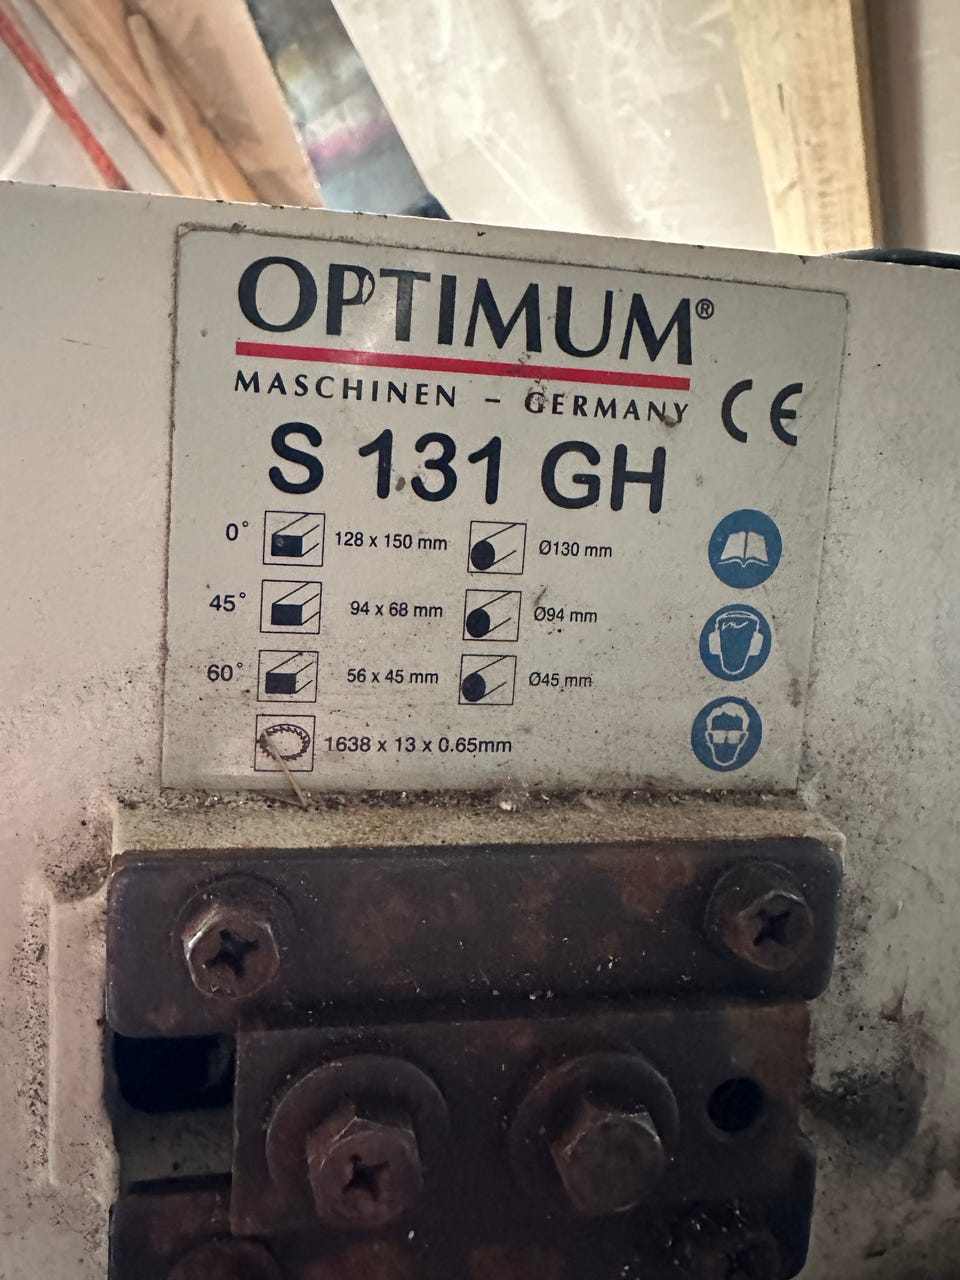 OPTIMUM®
MASCHINEN - GERMANY
CE
S 131 GH
0° 128 x 150 mm Ø130 mm
45° 94 x 68 mm Ø94 mm
60° 56 x 45 mm Ø45 mm
1638 x 13 x 0.65mm